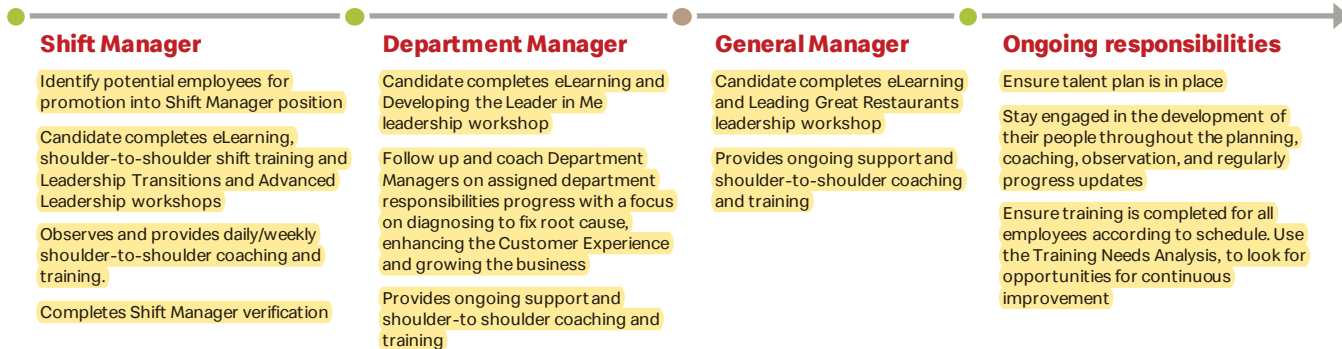 Shift Manager
Identify potential employees for
promotion into Shift Manager position
Candidate completes eLearning,
shoulder-to-shoulder shift training and
Leadership Transitions and Advanced
Leadership workshops
Observes and provides daily/weekly
shoulder-to-shoulder coaching and
training.
Completes Shift Manager verification
Department Manager
Candidate completes eLearning and
Developing the Leader in Me
leadership workshop
Follow up and coach Department
Managers on assigned department
responsibilities progress with a focus
on diagnosing to fix root cause,
enhancing the Customer Experience
and growing the business
Provides ongoing support and
shoulder-to shoulder coaching and
training
General Manager
Candidate completes eLearning
and Leading Great Restaurants
leadership workshop
Provides ongoing support and
shoulder-to-shoulder coaching
and training
Ongoing responsibilities
Ensure talent plan is in place
Stay engaged in the development of
their people throughout the planning,
coaching, observation, and regularly
progress updates
Ensure training is completed for all
employees according to schedule. Use
the Training Needs Analysis, to look for
opportunities for continuous
improvement